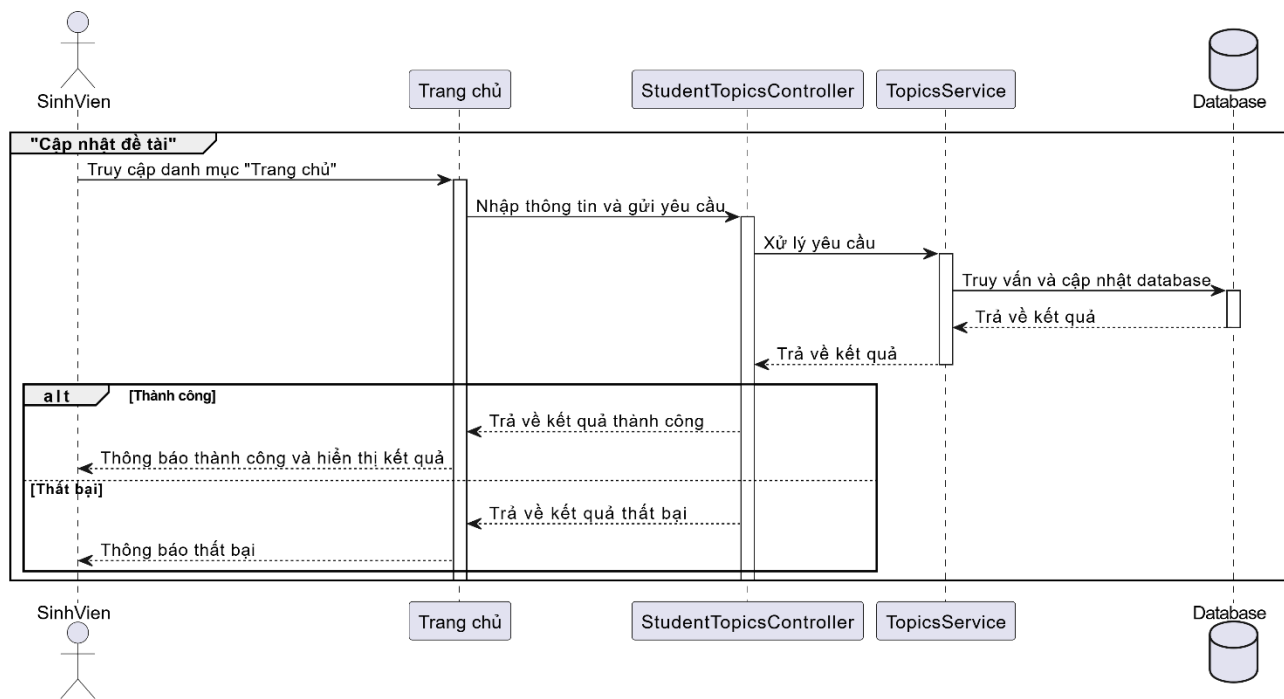 SinhVien
Trang chủ
StudentTopicsController
TopicsService
Database
"Cập nhật đề tài"
Truy cập danh mục "Trang chủ"
Nhập thông tin và gửi yêu cầu
Xử lý yêu cầu
Truy vấn và cập nhật database
Trả về kết quả
Trả về kết quả
alt
[Thành công]
Trả về kết quả thành công
Thông báo thành công và hiển thị kết quả
[Thất bại]
Trả về kết quả thất bại
Thông báo thất bại
SinhVien
Trang chủ
StudentTopicsController
TopicsService
Database